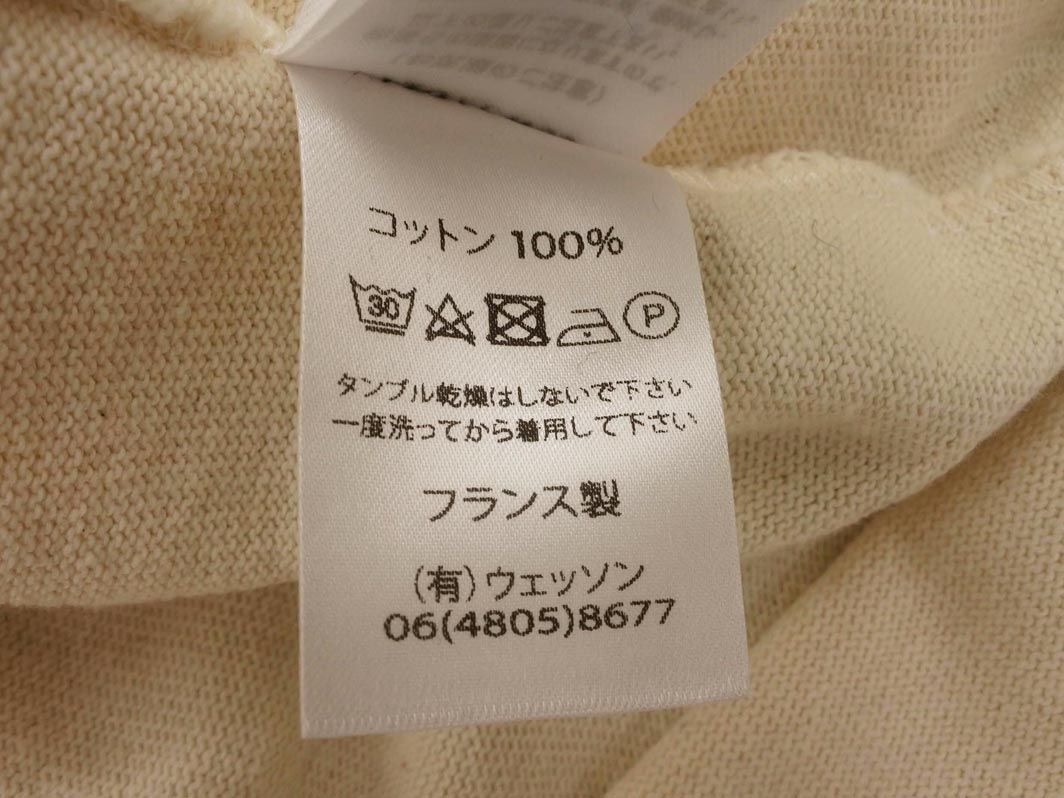 コットン 100%
30 P
タンブル乾燥はしないで下さい
一度洗ってから着用して下さい
フランス製
(有)ウェッソン
06(4805)8677